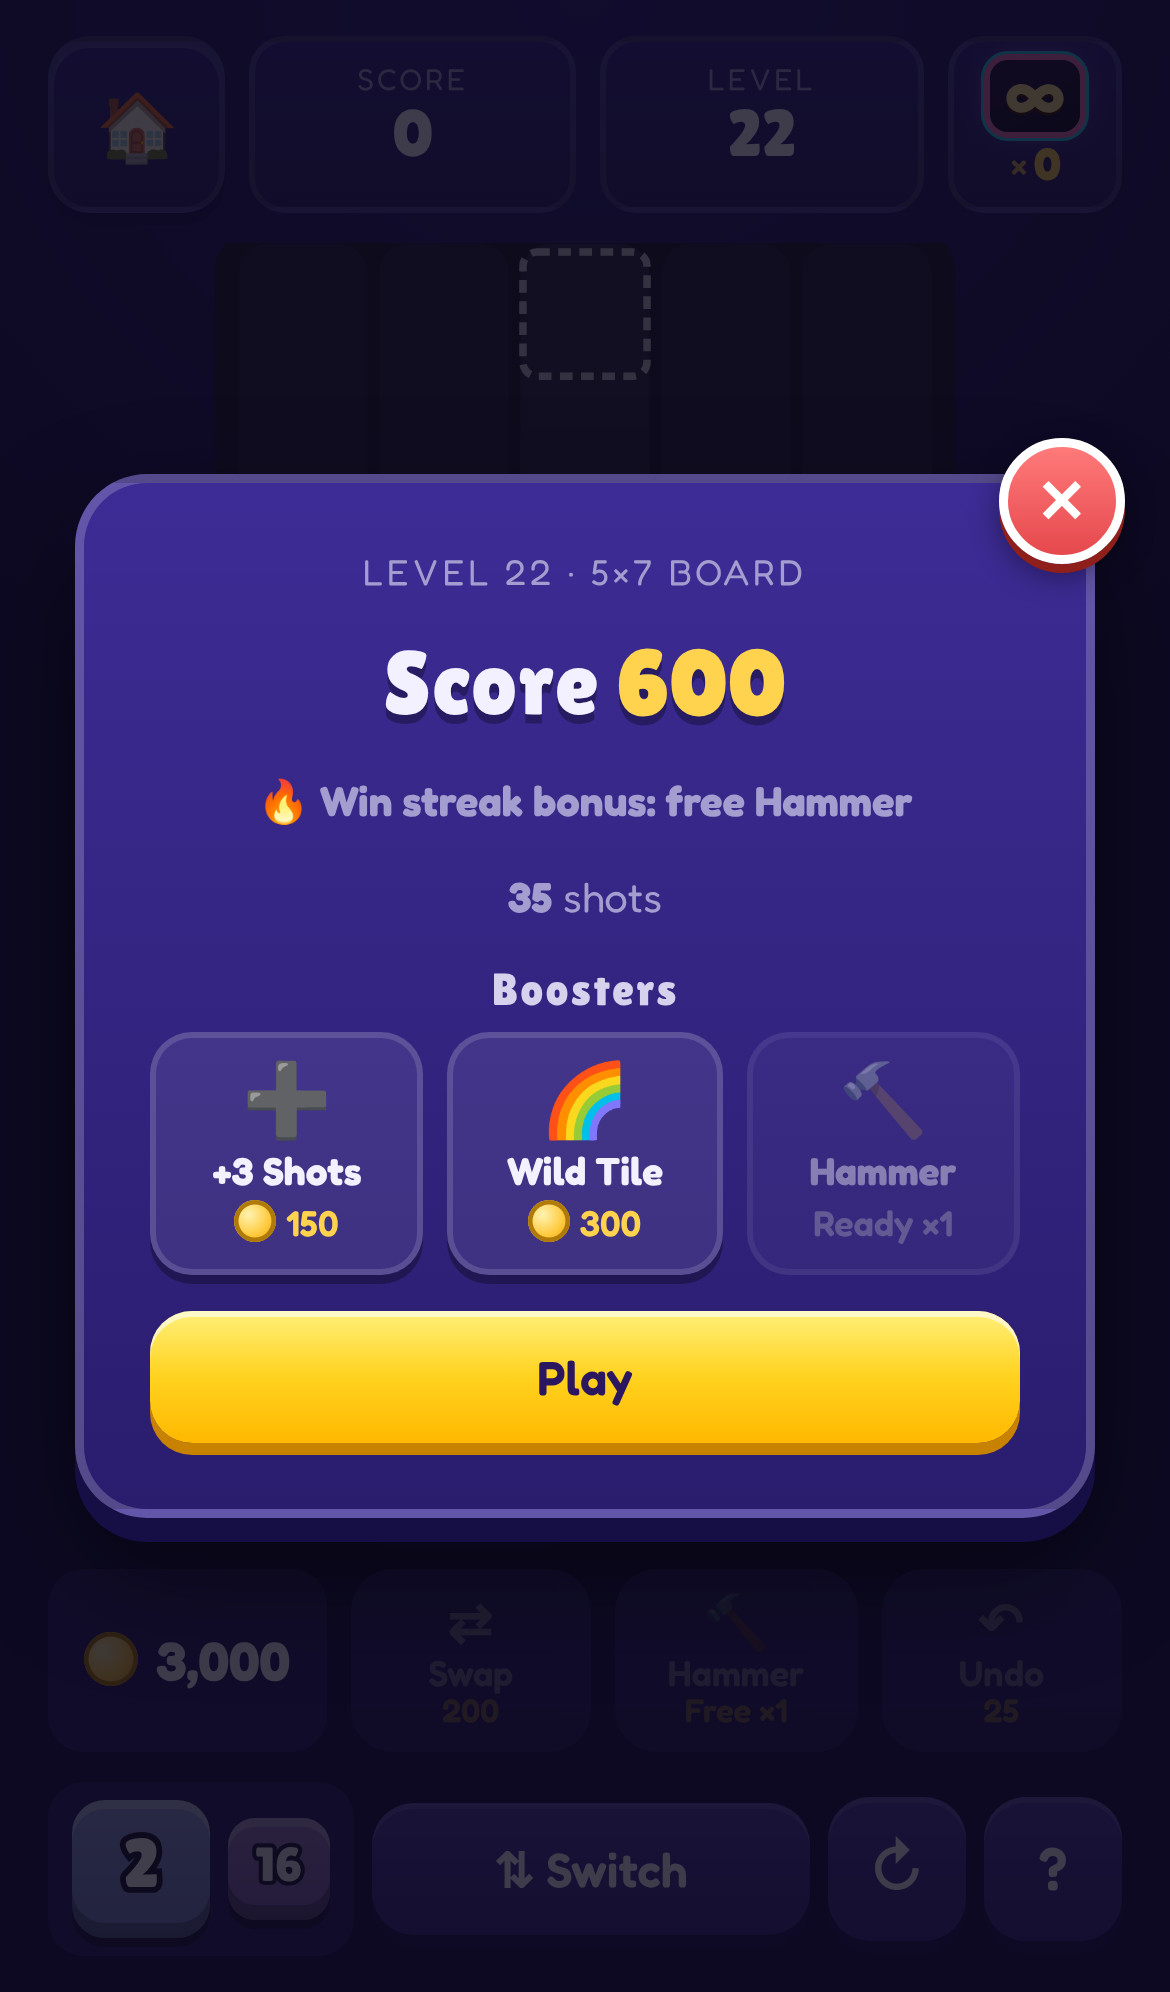 SCORE
0
LEVEL
22
∞
×0
LEVEL 22 · 5×7 BOARD
Score 600
🔥 Win streak bonus: free Hammer
35 shots
Boosters
+3 Shots
150
Wild Tile
300
Hammer
Ready ×1
Play
3,000
Swap
200
Hammer
Free ×1
Undo
25
2
16
⇅ Switch
?